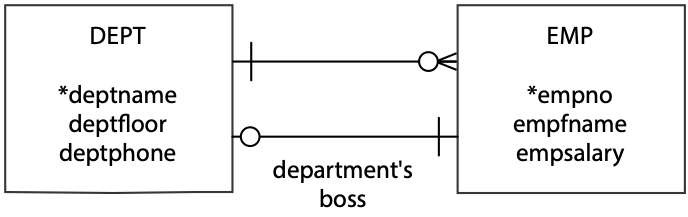 DEPT
*deptname
deptfloor
deptphone
department's
boss
EMP
*empno
empfname
empsalary